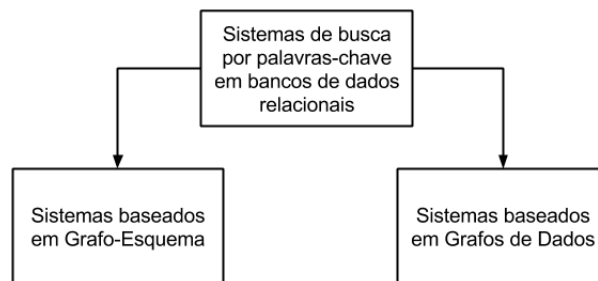 Sistemas de busca
por palavras-chave
em bancos de dados
relacionais
Sistemas baseados
em Grafo-Esquema
Sistemas baseados
em Grafos de Dados